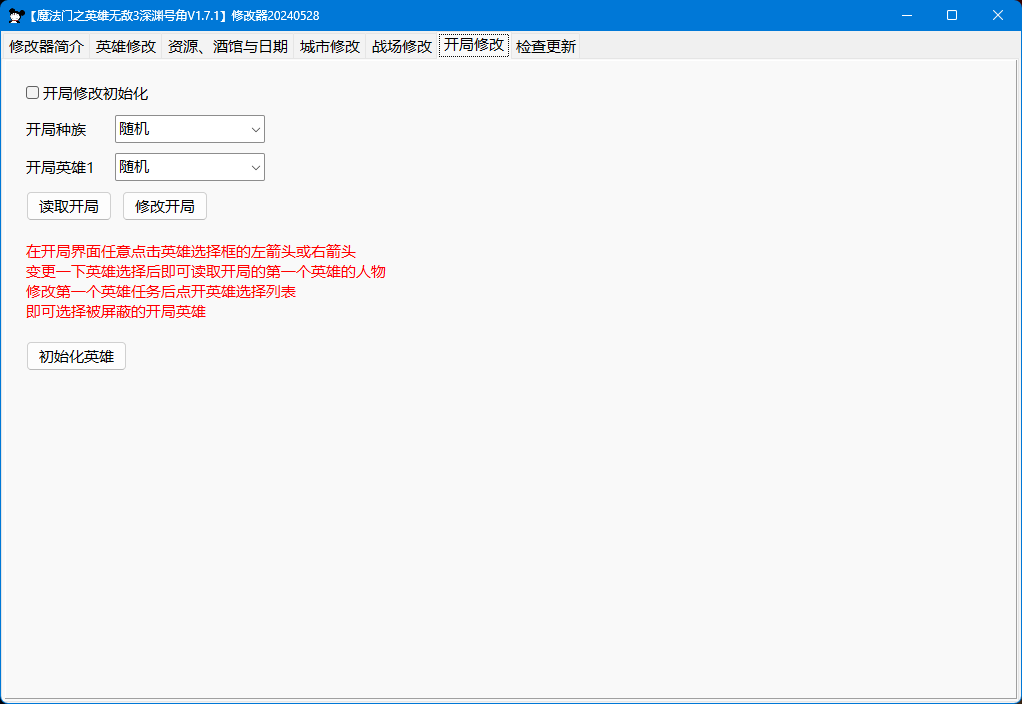 【魔法门之英雄无敌3深渊号角V1.7.1】修改器20240528
修改器简介 英雄修改 资源、酒馆与日期 城市修改 战场修改 开局修改 检查更新
开局修改初始化
开局种族 随机
开局英雄1 随机
读取开局 修改开局
在开局界面任意点击英雄选择框的左箭头或右箭头
变更一下英雄选择后即可读取开局的第一个英雄的人物
修改第一个英雄任务后点开英雄选择列表
即可选择被屏蔽的开局英雄
初始化英雄